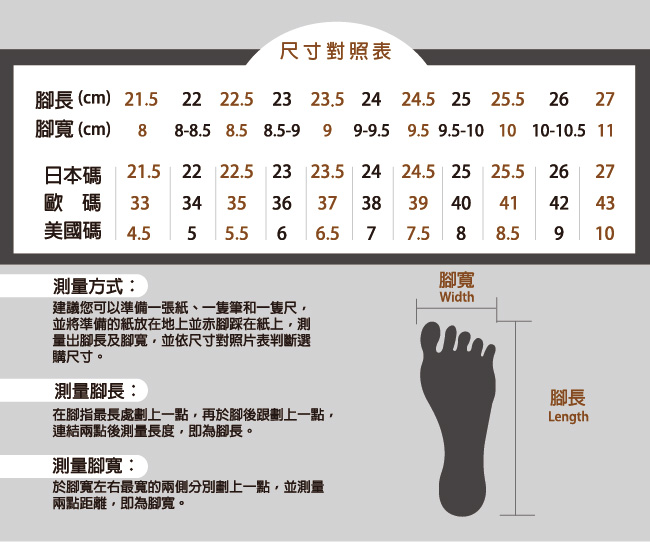 尺寸對照表
腳長 (cm) 21.5 22 22.5 23 23.5 24 24.5 25 25.5 26 27
腳寬 (cm) 8 8-8.5 8.5 8.5-9 9 9-9.5 9.5 9.5-10 10 10-10.5 11
日本碼 21.5 22 22.5 23 23.5 24 24.5 25 25.5 26 27
歐 碼 33 34 35 36 37 38 39 40 41 42 43
美國碼 4.5 5 5.5 6 6.5 7 7.5 8 8.5 9 10
測量方式：
建議您可以準備一張紙、一隻筆和一隻尺，
並將準備的紙放在地上並赤腳踩在紙上，測
量出腳長及腳寬，並依尺寸對照片表判斷選
購尺寸。
測量腳長：
在腳指最長處劃上一點，再於腳後跟劃上一點，
連結兩點後測量長度，即為腳長。
測量腳寬：
於腳寬左右最寬的兩側分別劃上一點，並測量
兩點距離，即為腳寬。
腳寬
Width
腳長
Length